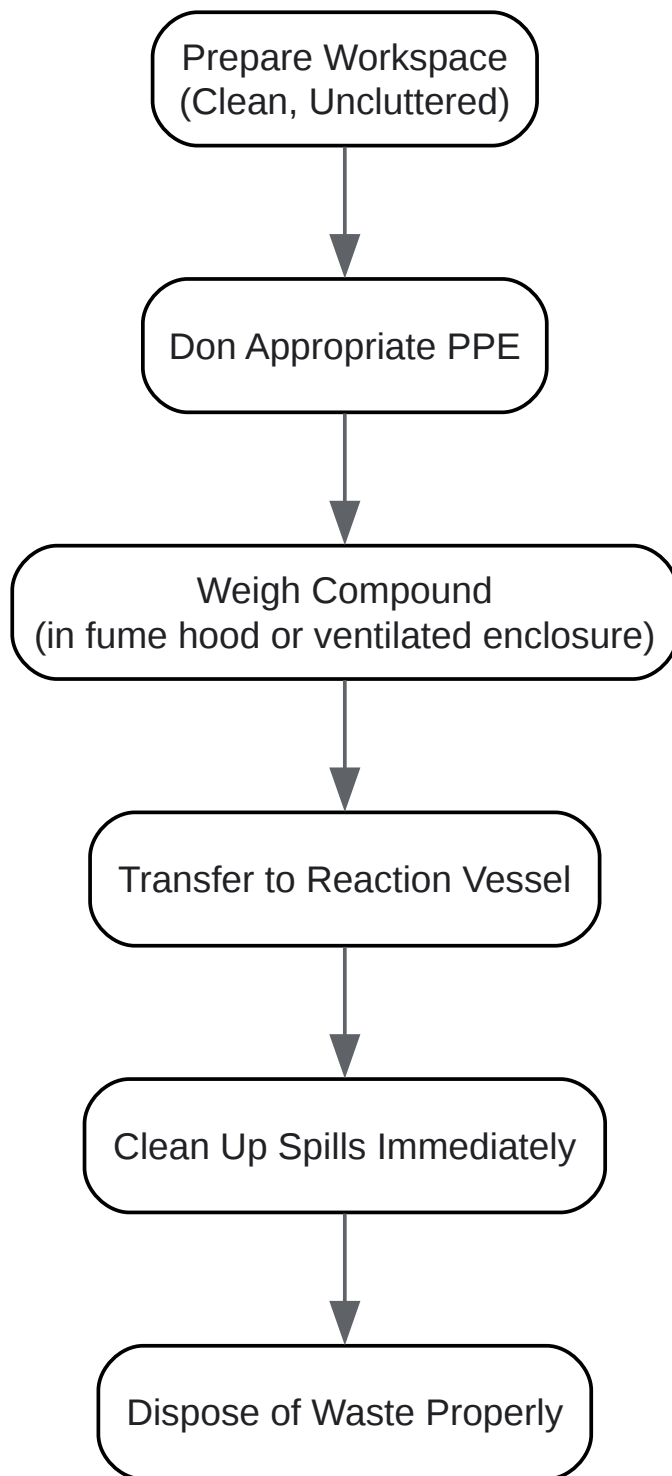 Prepare Workspace
(Clean, Uncluttered)
Don Appropriate PPE
Weigh Compound
(in fume hood or ventilated enclosure)
Transfer to Reaction Vessel
Clean Up Spills Immediately
Dispose of Waste Properly